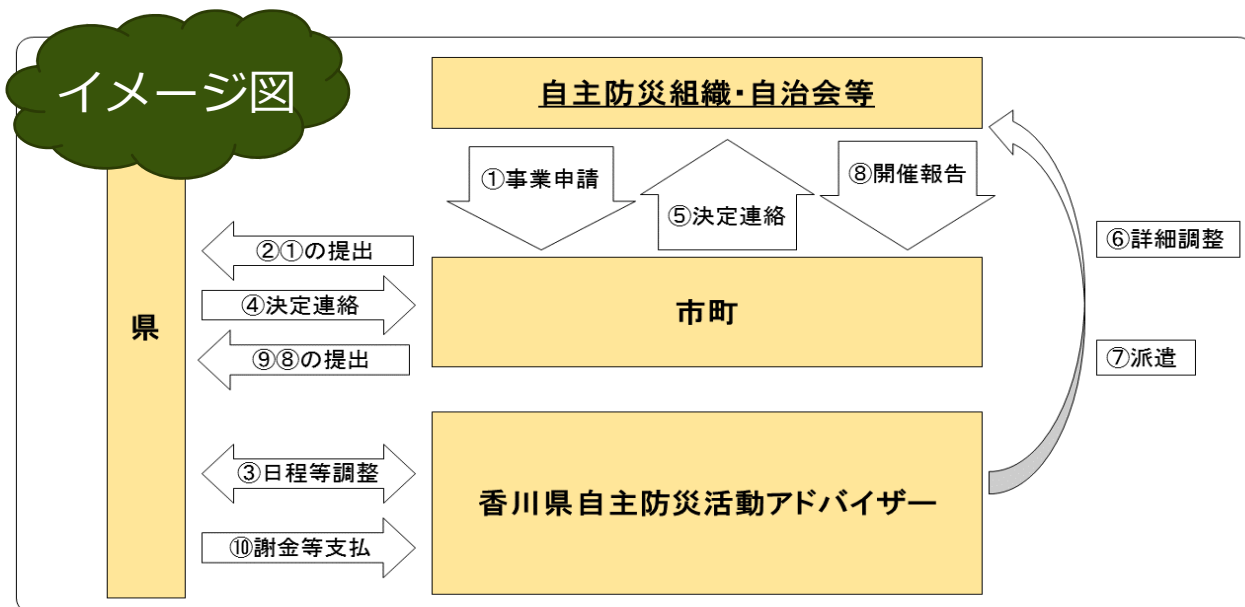 イメージ図
自主防災組織・自治会等
①事業申請
⑤決定連絡
⑧開催報告
②①の提出
④決定連絡
⑨⑧の提出
県
市町
⑥詳細調整
⑦派遣
③日程等調整
⑩謝金等支払
香川県自主防災活動アドバイザー